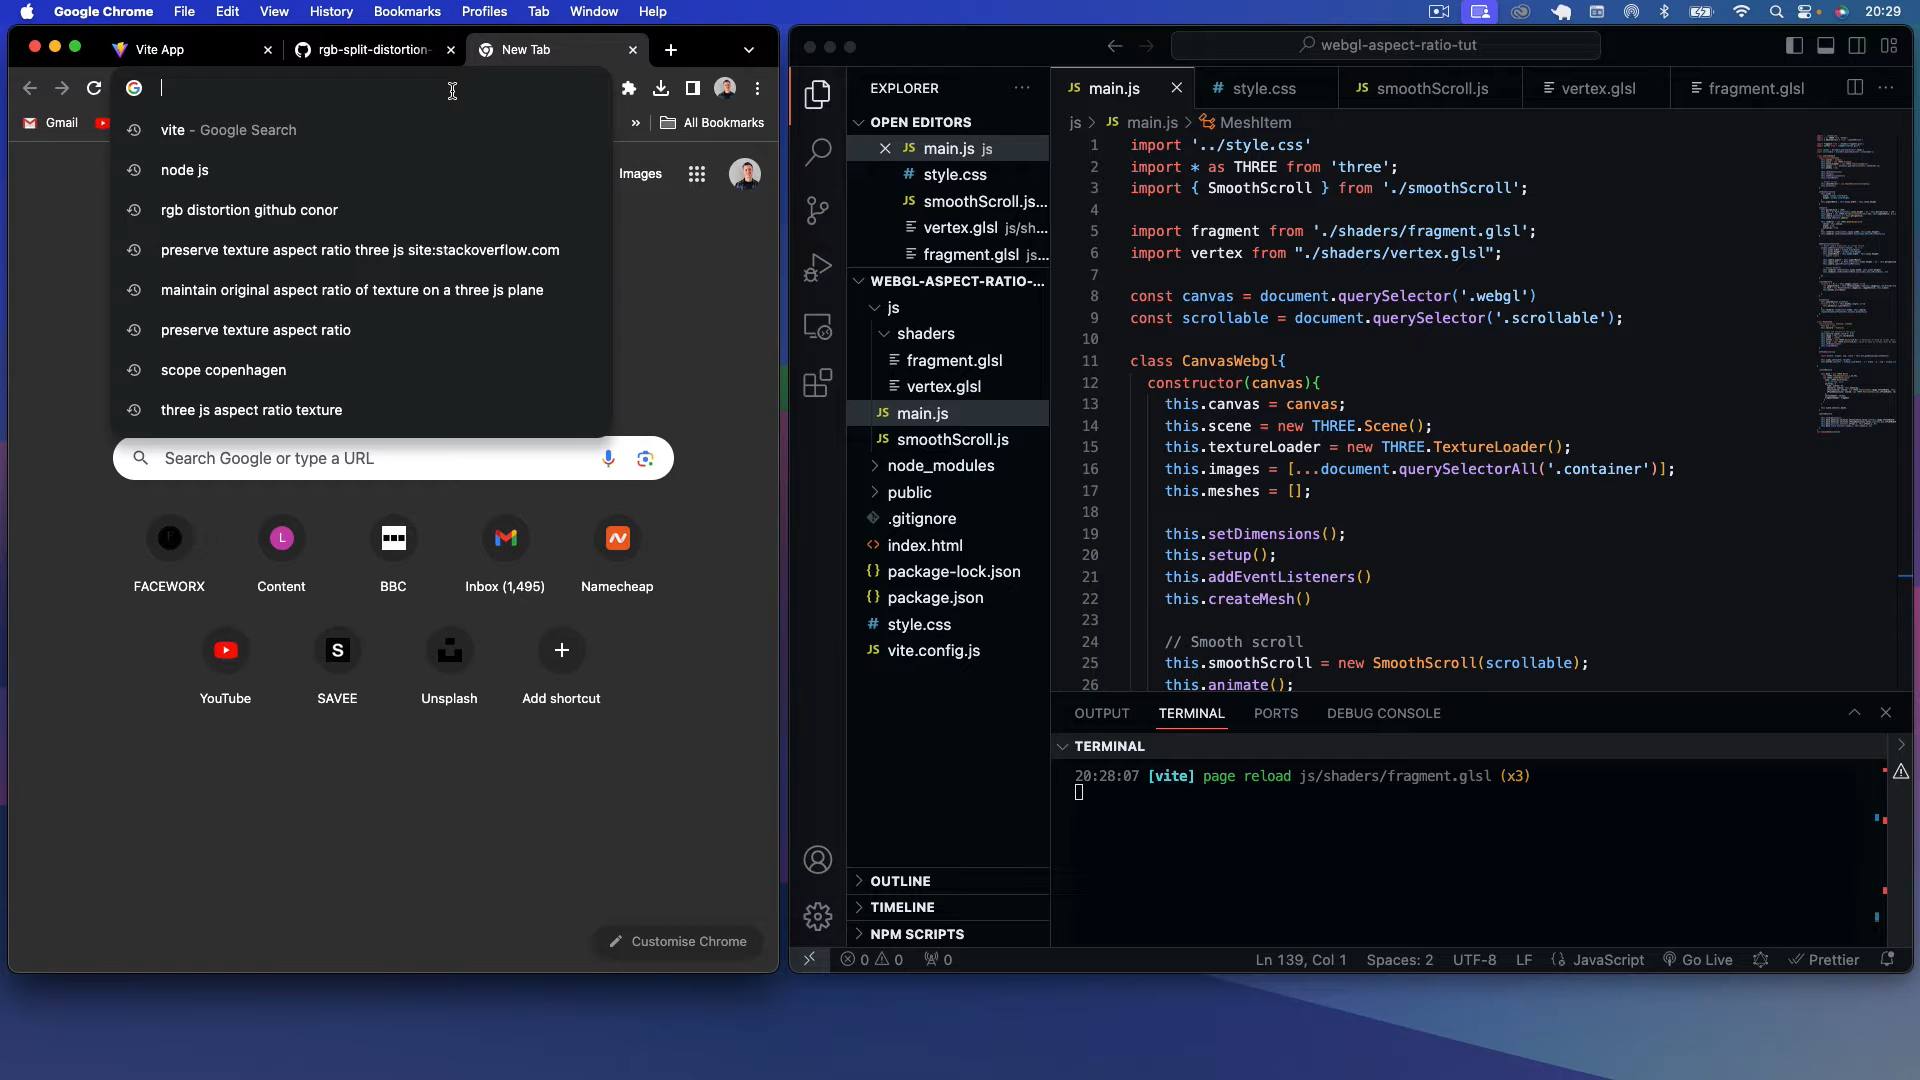 Google Chrome File Edit View History Bookmarks Profiles Tab Window Help 20:29
Vite App
rgb-split-distortion-
New Tab
Gmail
» All Bookmarks
vite - Google Search
node js
rgb distortion github conor
preserve texture aspect ratio three js site:stackoverflow.com
maintain original aspect ratio of texture on a three js plane
preserve texture aspect ratio
scope copenhagen
three js aspect ratio texture
Images
Search Google or type a URL
F
FACEWORX
L
Content
BBC
Inbox (1,495)
Namecheap
YouTube
S
SAVEE
Unsplash
Add shortcut
Customise Chrome
webgl-aspect-ratio-tut
EXPLORER
OPEN EDITORS
JS main.js js
# style.css
JS smoothScroll.js...
vertex.glsl js/sh...
fragment.glsl js...
WEBGL-ASPECT-RATIO-...
js
shaders
fragment.glsl
vertex.glsl
JS main.js
JS smoothScroll.js
node_modules
public
.gitignore
<> index.html
{} package-lock.json
{} package.json
# style.css
JS vite.config.js
OUTLINE
TIMELINE
NPM SCRIPTS
JS main.js
# style.css
JS smoothScroll.js
vertex.glsl
fragment.glsl
js > JS main.js > MeshItem
1 import '../style.css'
2 import * as THREE from 'three';
3 import { SmoothScroll } from './smoothScroll';
4
5 import fragment from './shaders/fragment.glsl';
6 import vertex from "./shaders/vertex.glsl";
7
8 const canvas = document.querySelector('.webgl')
9 const scrollable = document.querySelector('.scrollable');
10
11 class CanvasWebgl{
12 constructor(canvas){
13 this.canvas = canvas;
14 this.scene = new THREE.Scene();
15 this.textureLoader = new THREE.TextureLoader();
16 this.images = [...document.querySelectorAll('.container')];
17 this.meshes = [];
18
19 this.setDimensions();
20 this.setup();
21 this.addEventListeners()
22 this.createMesh()
23
24 // Smooth scroll
25 this.smoothScroll = new SmoothScroll(scrollable);
26 this.animate();
OUTPUT TERMINAL PORTS DEBUG CONSOLE
TERMINAL
20:28:07 [vite] page reload js/shaders/fragment.glsl (x3)
0 0 0
Ln 139, Col 1 Spaces: 2 UTF-8 LF {} JavaScript Go Live Prettier